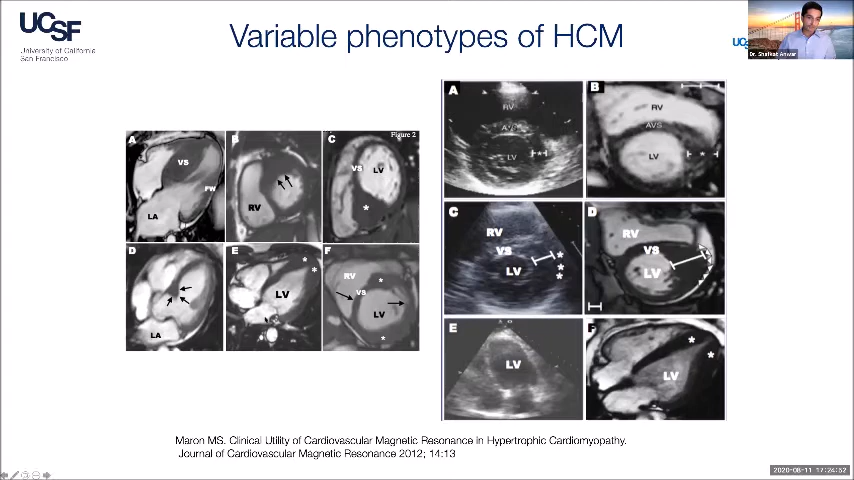 UCSF
University of California
San Francisco
Variable phenotypes of HCM
UC
Dr. Shafkat Anwar
Figure 2
A
VS
FW
LA
B
RV
C
VS
LV
*
D
LA
E
*
*
LV
F
RV
*
VS
LV
*
A
RV
AVS
LV
*
B
RV
AVS
LV
*
C
RV
VS
LV
*
*
*
D
RV
VS
LV
E
LV
F
*
*
LV
Maron MS. Clinical Utility of Cardiovascular Magnetic Resonance in Hypertrophic Cardiomyopathy.
Journal of Cardiovascular Magnetic Resonance 2012; 14:13
2020-08-11 17:24:52